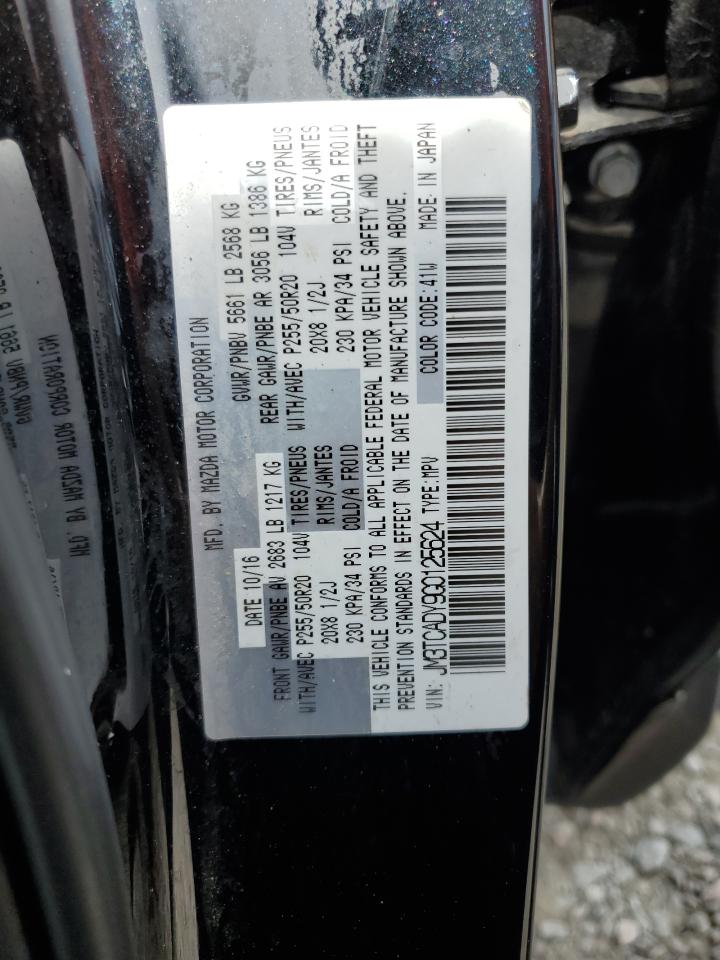 MFD. BY MAZDA MOTOR CORPORATION
DATE 10/16 GVWR/PNBV 5661 LB 2568 KG
FRONT GAWR/PNBE AV 2683 LB 1217 KG REAR GAWR/PNBE AR 3056 LB 1386 KG
WITH/AVEC P255/50R20 104V TIRES/PNEUS WITH/AVEC P255/50R20 104V TIRES/PNEUS
20X8 1/2J RIMS/JANTES 20X8 1/2J RIMS/JANTES
230 KPA/34 PSI COLD/A FROID 230 KPA/34 PSI COLD/A FROID
THIS VEHICLE CONFORMS TO ALL APPLICABLE FEDERAL MOTOR VEHICLE SAFETY AND THEFT
PREVENTION STANDARDS IN EFFECT ON THE DATE OF MANUFACTURE SHOWN ABOVE.
VIN: JM3TCADY9G0125624 TYPE:MPV COLOR CODE:41W MADE IN JAPAN